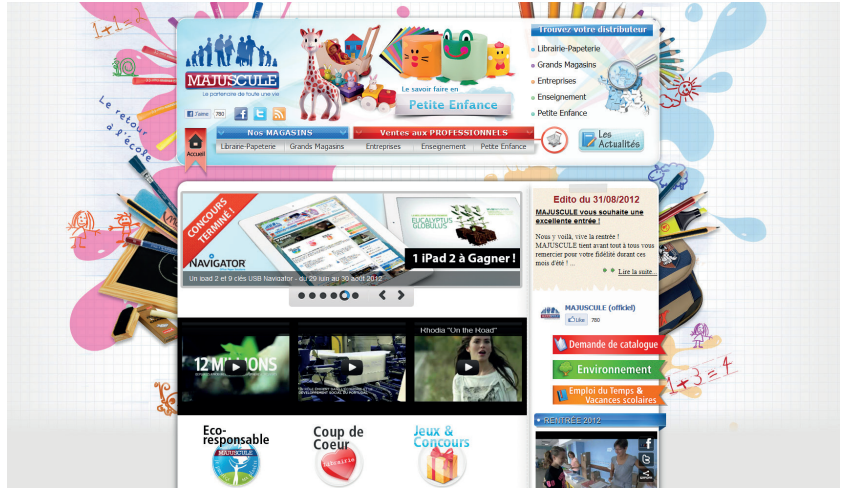 1+1=2
Le retour
à l'école
MAJUSCULE
Le partenaire de toute une vie
J'aime 780
Le savoir faire en
Petite Enfance
Trouvez votre distributeur
Librairie-Papeterie
Grands Magasins
Entreprises
Enseignement
Petite Enfance
Accueil
Nos MAGASINS
Ventes aux PROFESSIONNELS
Librairie-Papeterie
Grands Magasins
Entreprises
Enseignement
Petite Enfance
Les
Actualités
CONCOURS
TERMINÉ !
EUCALYPTUS
GLOBULUS
NAVIGATOR
1 iPad 2 à Gagner !
Un ipad 2 et 9 clés USB Navigator - du 29 juin au 30 août 2012
Edito du 31/08/2012
MAJUSCULE vous souhaite une
excellente entrée !
Nous y voilà, vive la rentrée !
MAJUSCULE tient avant tout à tous vous
remercier pour votre fidélité durant ces
mois d'été ! ...
Lire la suite...
MAJUSCULE (officiel)
Like 780
Demande de catalogue
Environnement
Emploi du Temps &
Vacances scolaires
1+3=4
RENTRÉE 2012
12 MILLIONS
Rhodia "On the Road"
Eco-
responsable
MAJUSCULE
Coup de
Coeur
Librairie
Jeux &
Concours